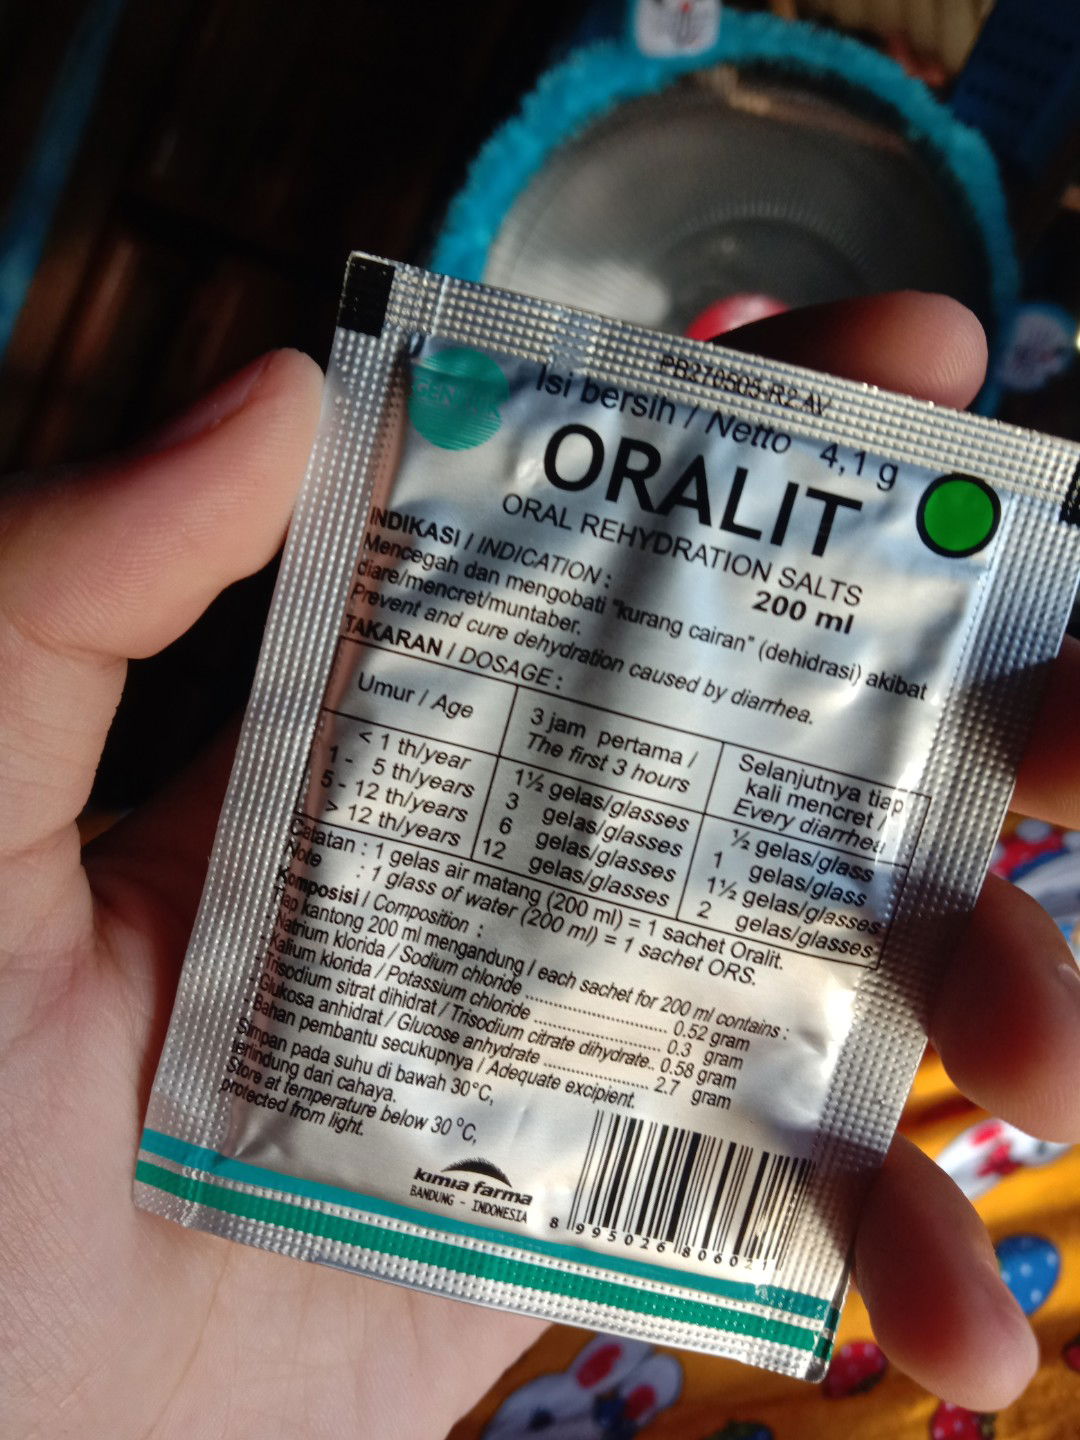 PB270505-R2 AV
GENERIK
Isi bersih / Netto 4,1 g
ORALIT
ORAL REHYDRATION SALTS
200 ml
INDIKASI / INDICATION :
Mencegah dan mengobati "kurang cairan" (dehidrasi) akibat
diare/mencret/muntaber.
Prevent and cure dehydration caused by diarrhea.
TAKARAN / DOSAGE :
Umur / Age
3 jam pertama /
The first 3 hours
Selanjutnya tiap
kali mencret /
Every diarrhea
< 1 th/year 1½ gelas/glasses ½ gelas/glass
1 - 5 th/years 3 gelas/glasses 1 gelas/glass
5 - 12 th/years 6 gelas/glasses 1½ gelas/glasses
> 12 th/years 12 gelas/glasses 2 gelas/glasses
Catatan : 1 gelas air matang (200 ml) = 1 sachet Oralit.
Note : 1 glass of water (200 ml) = 1 sachet ORS.
Komposisi / Composition :
Tiap kantong 200 ml mengandung / each sachet for 200 ml contains :
- Natrium klorida / Sodium chloride ........................... 0.52 gram
- Kalium klorida / Potassium chloride ........................ 0.3 gram
- Trisodium sitrat dihidrat / Trisodium citrate dihydrate.. 0.58 gram
- Glukosa anhidrat / Glucose anhydrate .................... 2.7 gram
- Bahan pembantu secukupnya / Adequate excipient.
Simpan pada suhu di bawah 30°C,
terlindung dari cahaya.
Store at temperature below 30 °C,
protected from light.
kimia farma
BANDUNG - INDONESIA
8 995026 80602